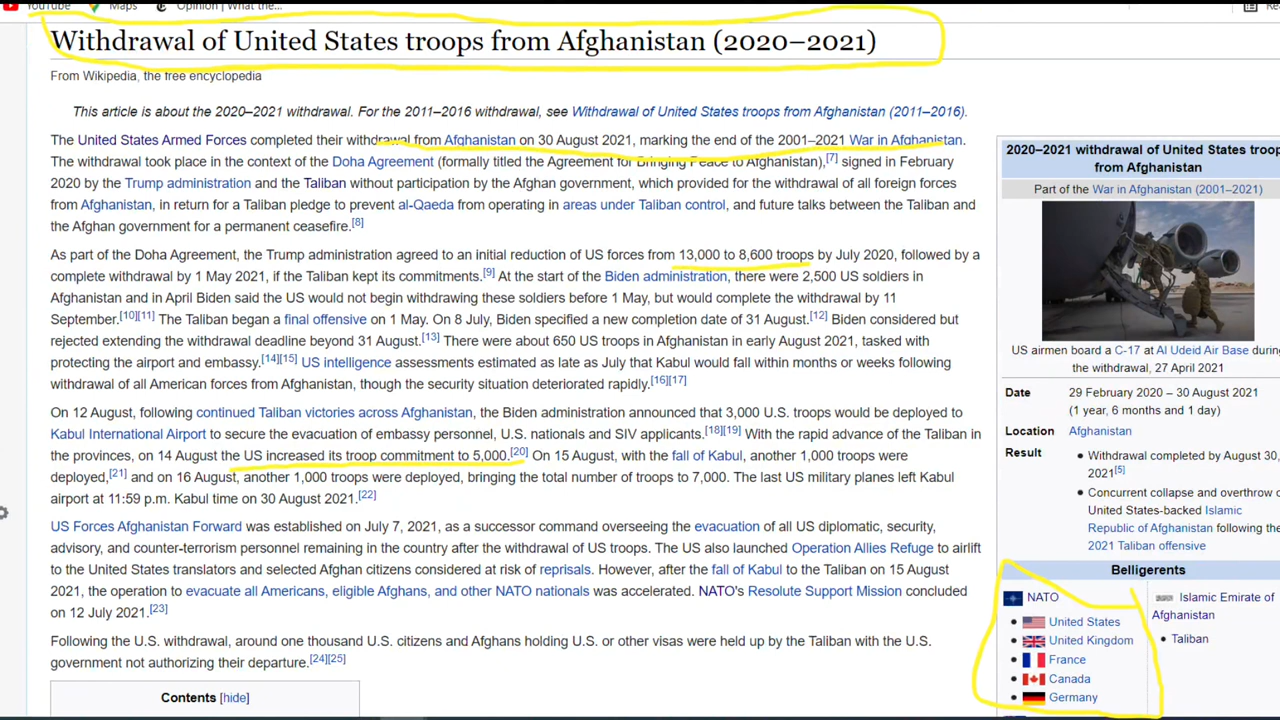 YouTube Maps Opinion | What the...
Withdrawal of United States troops from Afghanistan (2020–2021)
From Wikipedia, the free encyclopedia
This article is about the 2020–2021 withdrawal. For the 2011–2016 withdrawal, see Withdrawal of United States troops from Afghanistan (2011–2016).
The United States Armed Forces completed their withdrawal from Afghanistan on 30 August 2021, marking the end of the 2001–2021 War in Afghanistan.
The withdrawal took place in the context of the Doha Agreement (formally titled the Agreement for Bringing Peace to Afghanistan),[7] signed in February
2020 by the Trump administration and the Taliban without participation by the Afghan government, which provided for the withdrawal of all foreign forces
from Afghanistan, in return for a Taliban pledge to prevent al-Qaeda from operating in areas under Taliban control, and future talks between the Taliban and
the Afghan government for a permanent ceasefire.[8]
As part of the Doha Agreement, the Trump administration agreed to an initial reduction of US forces from 13,000 to 8,600 troops by July 2020, followed by a
complete withdrawal by 1 May 2021, if the Taliban kept its commitments.[9] At the start of the Biden administration, there were 2,500 US soldiers in
Afghanistan and in April Biden said the US would not begin withdrawing these soldiers before 1 May, but would complete the withdrawal by 11
September.[10][11] The Taliban began a final offensive on 1 May. On 8 July, Biden specified a new completion date of 31 August.[12] Biden considered but
rejected extending the withdrawal deadline beyond 31 August.[13] There were about 650 US troops in Afghanistan in early August 2021, tasked with
protecting the airport and embassy.[14][15] US intelligence assessments estimated as late as July that Kabul would fall within months or weeks following
withdrawal of all American forces from Afghanistan, though the security situation deteriorated rapidly.[16][17]
On 12 August, following continued Taliban victories across Afghanistan, the Biden administration announced that 3,000 U.S. troops would be deployed to
Kabul International Airport to secure the evacuation of embassy personnel, U.S. nationals and SIV applicants.[18][19] With the rapid advance of the Taliban in
the provinces, on 14 August the US increased its troop commitment to 5,000.[20] On 15 August, with the fall of Kabul, another 1,000 troops were
deployed,[21] and on 16 August, another 1,000 troops were deployed, bringing the total number of troops to 7,000. The last US military planes left Kabul
airport at 11:59 p.m. Kabul time on 30 August 2021.[22]
US Forces Afghanistan Forward was established on July 7, 2021, as a successor command overseeing the evacuation of all US diplomatic, security,
advisory, and counter-terrorism personnel remaining in the country after the withdrawal of US troops. The US also launched Operation Allies Refuge to airlift
to the United States translators and selected Afghan citizens considered at risk of reprisals. However, after the fall of Kabul to the Taliban on 15 August
2021, the operation to evacuate all Americans, eligible Afghans, and other NATO nationals was accelerated. NATO's Resolute Support Mission concluded
on 12 July 2021.[23]
Following the U.S. withdrawal, around one thousand U.S. citizens and Afghans holding U.S. or other visas were held up by the Taliban with the U.S.
government not authorizing their departure.[24][25]
Contents [hide]
2020–2021 withdrawal of United States troop
from Afghanistan
Part of the War in Afghanistan (2001–2021)
US airmen board a C-17 at Al Udeid Air Base during
the withdrawal, 27 April 2021
Date 29 February 2020 – 30 August 2021
(1 year, 6 months and 1 day)
Location Afghanistan
Result • Withdrawal completed by August 30,
2021[5]
• Concurrent collapse and overthrow o
United States-backed Islamic
Republic of Afghanistan following the
2021 Taliban offensive
Belligerents
NATO
• United States
• United Kingdom
• France
• Canada
• Germany
Islamic Emirate of
Afghanistan
• Taliban